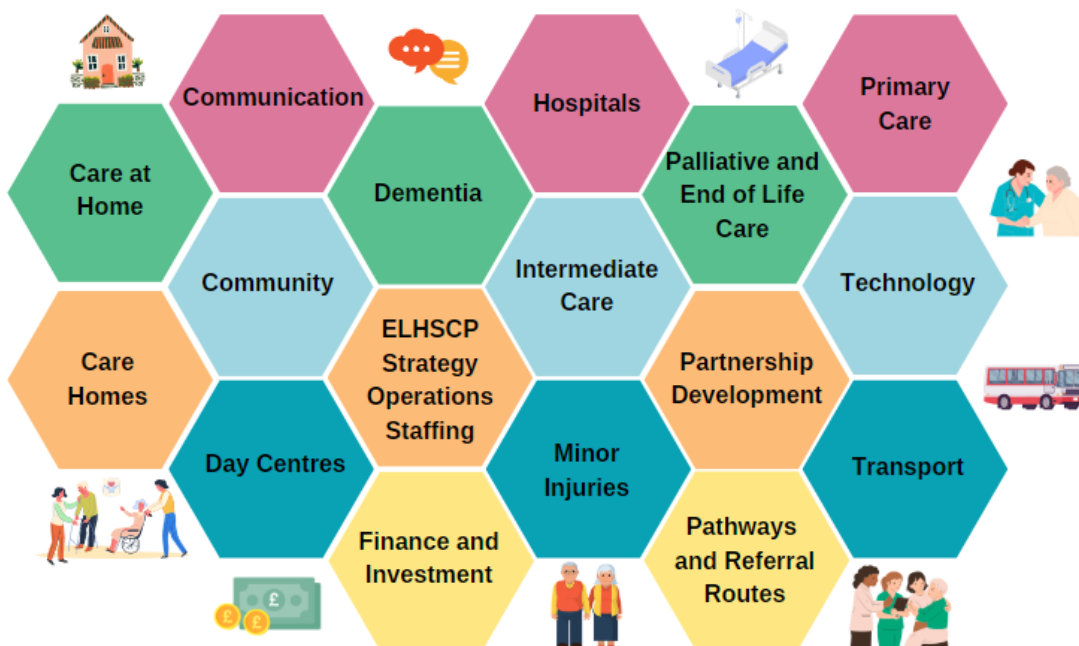 Communication
Hospitals
Primary
Care
Care at
Home
Dementia
Palliative and
End of Life
Care
Community
Intermediate
Care
Technology
Care
Homes
ELHSCP
Strategy
Operations
Staffing
Partnership
Development
Day Centres
Minor
Injuries
Transport
Finance and
Investment
Pathways
and Referral
Routes
£
£
£